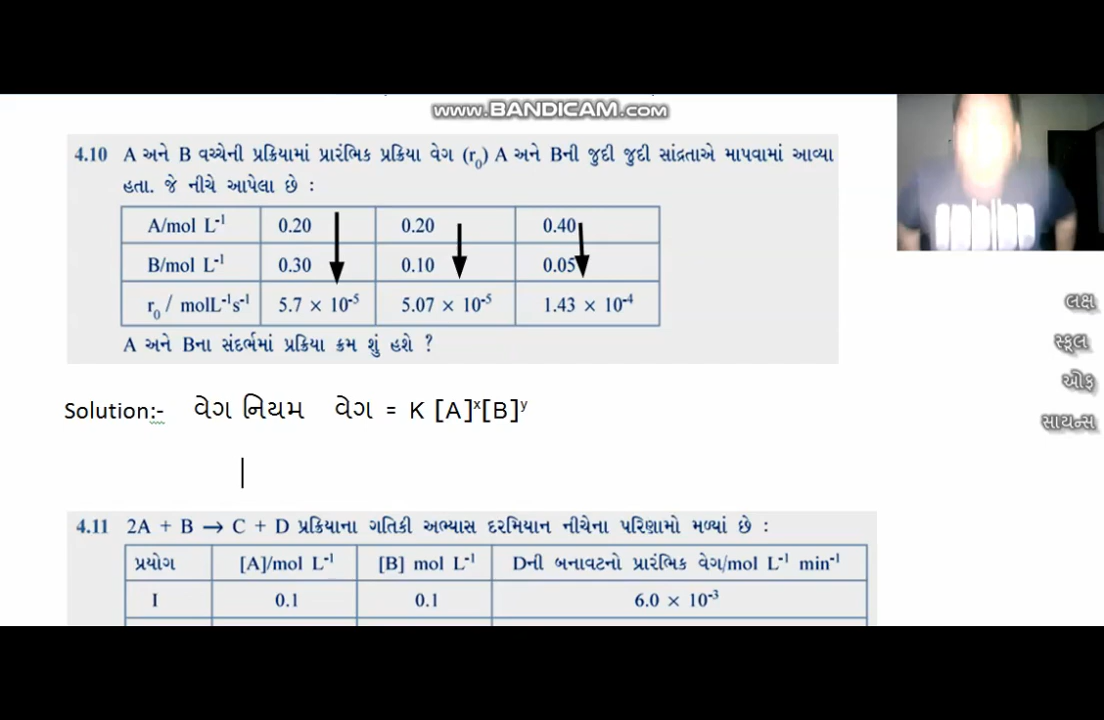 www.BANDICAM.com
4.10 A અને B વચ્ચેની પ્રક્રિયામાં પ્રારંભિક પ્રક્રિયા વેગ (r₀) A અને Bની જુદી જુદી સાંદ્રતાએ માપવામાં આવ્યા
હતા. જે નીચે આપેલા છે :
A/mol L⁻¹ 0.20 0.20 0.40
B/mol L⁻¹ 0.30 0.10 0.05
r₀ / molL⁻¹s⁻¹ 5.7 × 10⁻⁵ 5.07 × 10⁻⁵ 1.43 × 10⁻⁴
A અને Bના સંદર્ભમાં પ્રક્રિયા ક્રમ શું હશે ?
Solution:- વેગ નિયમ વેગ = K [A]ˣ[B]ʸ
4.11 2A + B → C + D પ્રક્રિયાના ગતિકી અભ્યાસ દરમિયાન નીચેના પરિણામો મળ્યાં છે :
પ્રયોગ [A]/mol L⁻¹ [B] mol L⁻¹ Dની બનાવટનો પ્રારંભિક વેગ/mol L⁻¹ min⁻¹
I 0.1 0.1 6.0 × 10⁻³
લક્ષ
સ્કૂલ
ઓફ
સાયન્સ